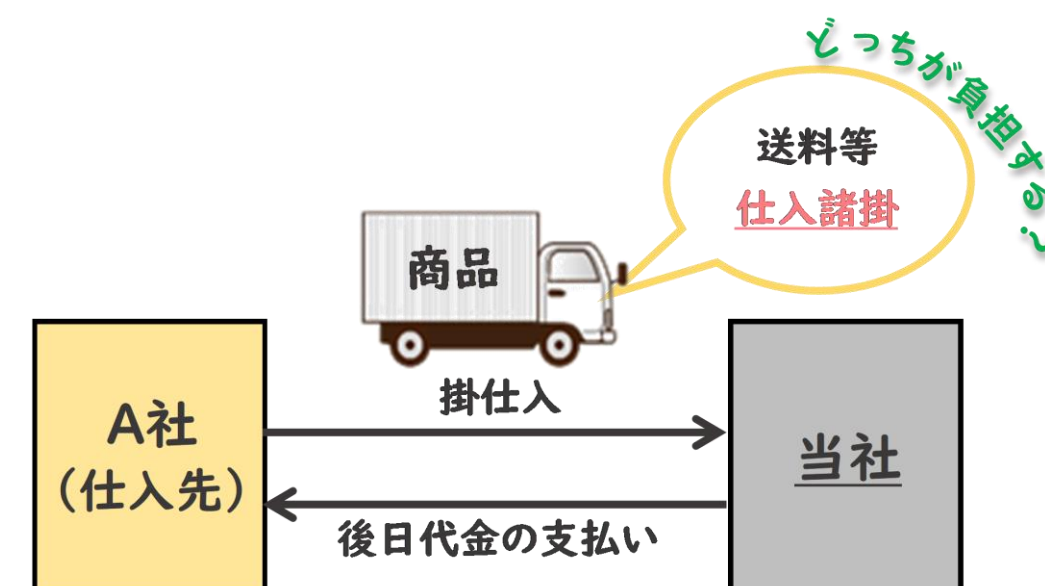 どっちが負担する？
送料等
仕入諸掛
商品
掛仕入
A社
（仕入先）
当社
後日代金の支払い